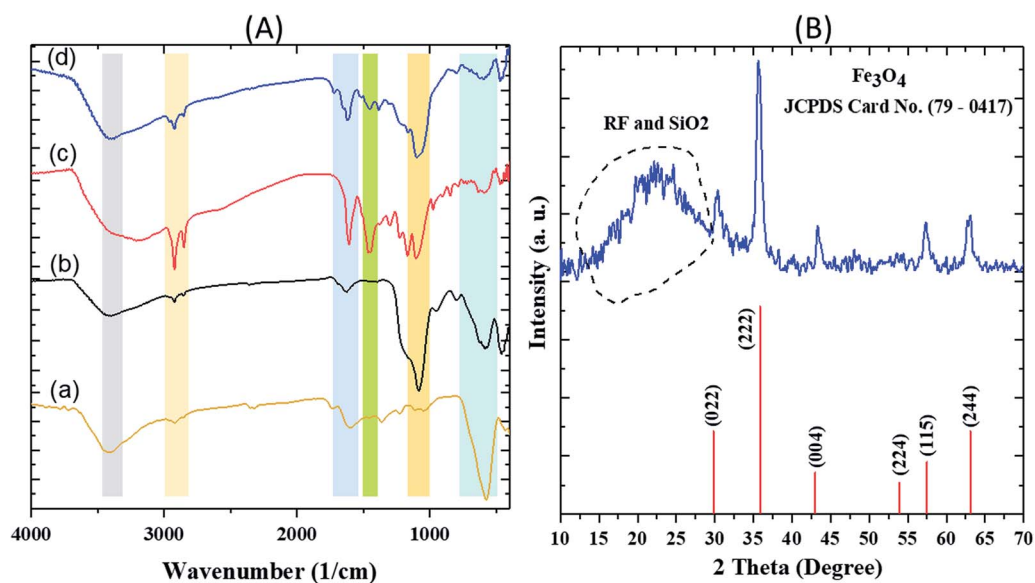 (A)
(d)
(c)
(b)
(a)
4000 3000 2000 1000
Wavenumber (1/cm)
(B)
Fe₃O₄
JCPDS Card No. (79 - 0417)
RF and SiO2
Intensity (a. u.)
(022)
(222)
(004)
(224)
(115)
(244)
10 15 20 25 30 35 40 45 50 55 60 65 70
2 Theta (Degree)